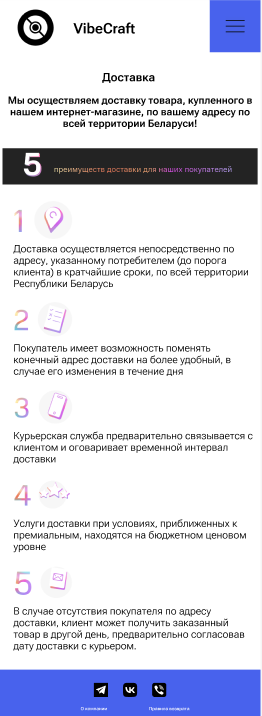 VibeCraft
Доставка
Мы осуществляем доставку товара, купленного в
нашем интернет-магазине, по вашему адресу по
всей территории Беларуси!
5 преимуществ доставки для наших покупателей
1
Доставка осуществляется непосредственно по
адресу, указанному потребителем (до порога
клиента) в кратчайшие сроки, по всей территории
Республики Беларусь
2
Покупатель имеет возможность поменять
конечный адрес доставки на более удобный, в
случае его изменения в течение дня
3
Курьерская служба предварительно связывается с
клиентом и оговаривает временной интервал
доставки
4
Услуги доставки при условиях, приближенных к
премиальным, находятся на бюджетном ценовом
уровне
5
В случае отсутствия покупателя по адресу
доставки, клиент может получить заказанный
товар в другой день, предварительно согласовав
дату доставки с курьером.
О компании Правила возврата